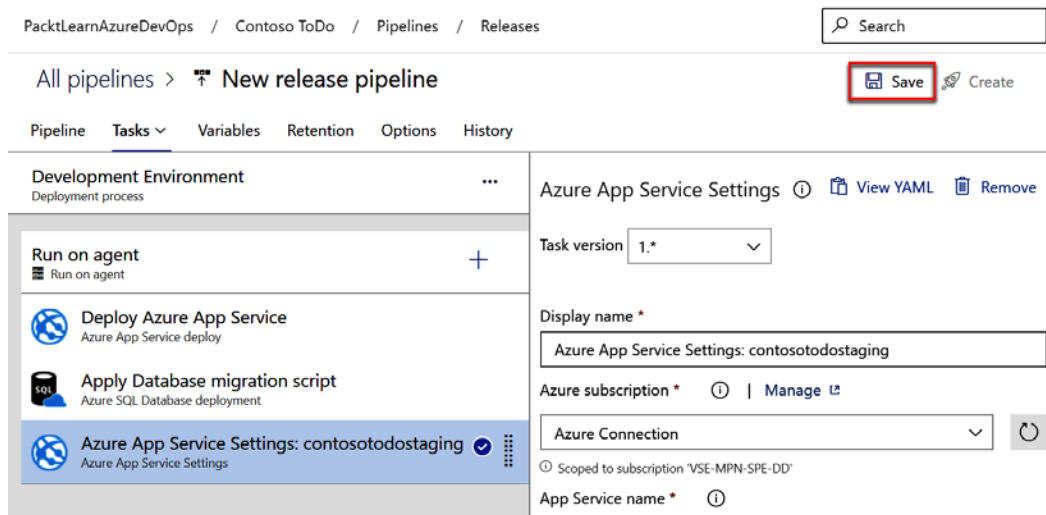 PacktLearnAzureDevOps / Contoso ToDo / Pipelines / Releases
Search
All pipelines > New release pipeline
Save
Create
Pipeline Tasks Variables Retention Options History
Development Environment
...
Deployment process
Run on agent
Run on agent
Deploy Azure App Service
Azure App Service deploy
SQL
Apply Database migration script
Azure SQL Database deployment
Azure App Service Settings: contosotodostaging
Azure App Service Settings
Azure App Service Settings
View YAML
Remove
Task version 1.*
Display name *
Azure App Service Settings: contosotodostaging
Azure subscription * | Manage
Azure Connection
Scoped to subscription 'VSE-MPN-SPE-DD'
App Service name *